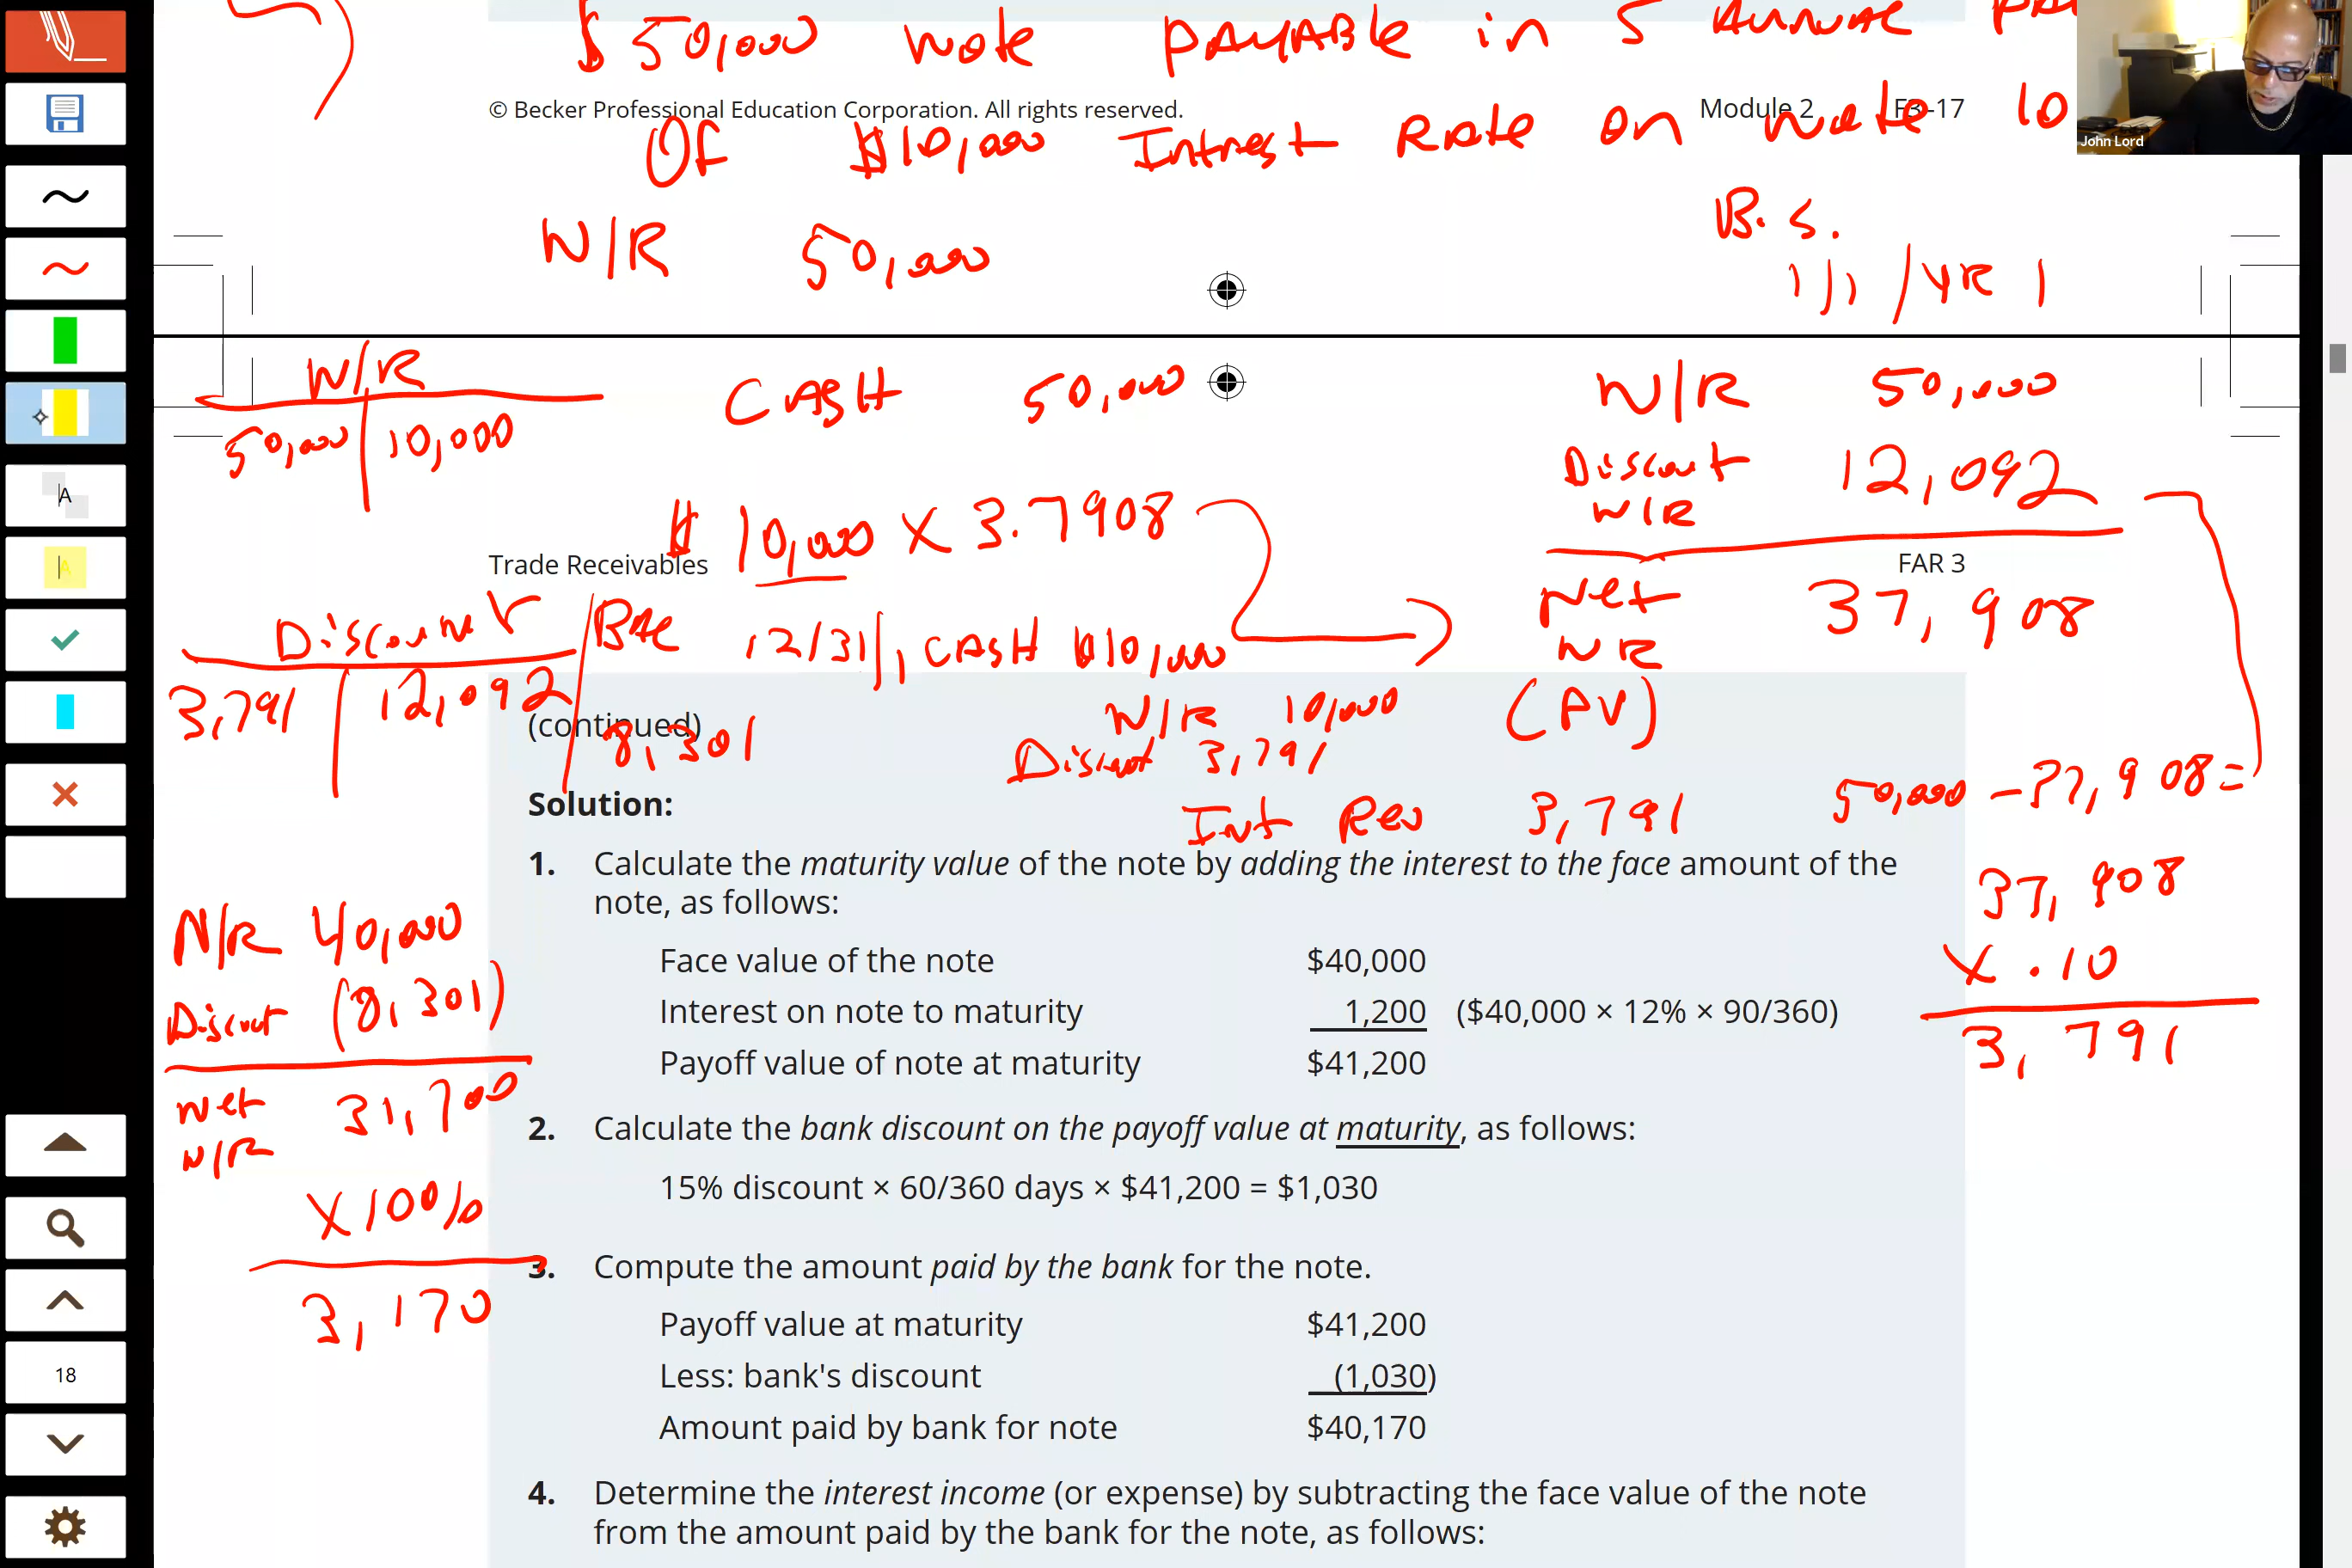 $50,000 Note PAYABLE in 5 Annual
© Becker Professional Education Corporation. All rights reserved.
Module 2 F3-17
Of $10,000 Intrest Rate on Note 10
John Lord
N/R 50,000
B.S.
1/1/YR 1
N/R
50,000 10,000
CASH 50,000
N/R 50,000
Discout N/R 12,092
$10,000 X 3.7908
Trade Receivables
FAR 3
Net NR 37,908
(PV)
Discount
3,791 12,092
8,301
12/31/1 CASH $10,000
N/R 10,000
Discout 3,791
Int Rev 3,791
50,000 - 37,908 =
37,908
X .10
3,791
(continued)
Solution:
1. Calculate the maturity value of the note by adding the interest to the face amount of the
note, as follows:
Face value of the note $40,000
Interest on note to maturity 1,200 ($40,000 × 12% × 90/360)
Payoff value of note at maturity $41,200
N/R 40,000
Discout (8,301)
Net N/R 31,700
X 10%
3,170
2. Calculate the bank discount on the payoff value at maturity, as follows:
15% discount × 60/360 days × $41,200 = $1,030
3. Compute the amount paid by the bank for the note.
Payoff value at maturity $41,200
Less: bank's discount (1,030)
Amount paid by bank for note $40,170
4. Determine the interest income (or expense) by subtracting the face value of the note
from the amount paid by the bank for the note, as follows:
A
A
18